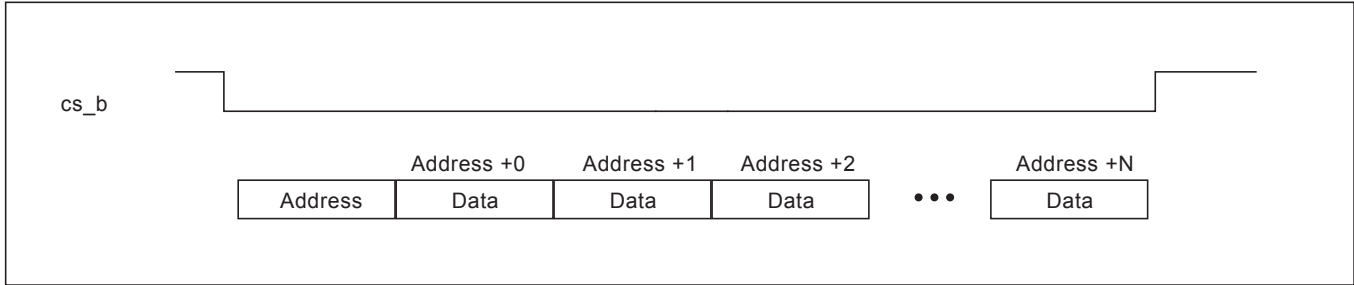 cs_b
Address +0 Address +1 Address +2 Address +N
Address Data Data Data ••• Data